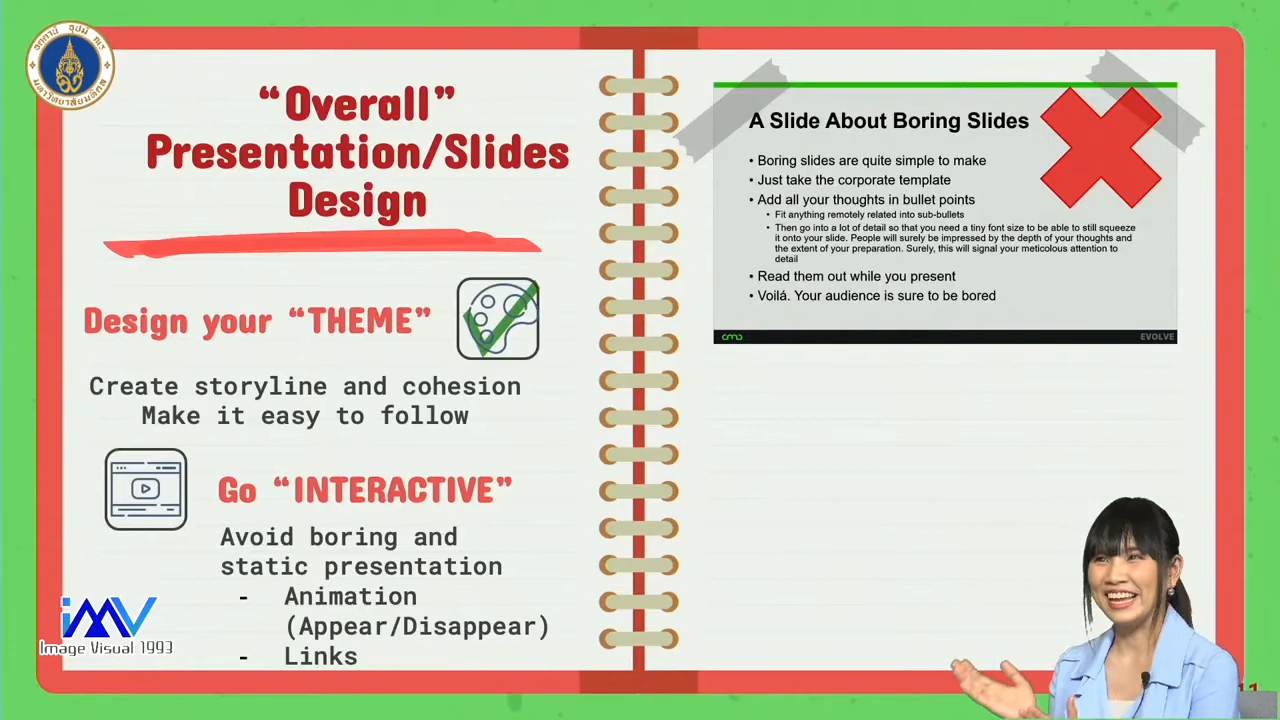 “Overall”
Presentation/Slides
Design
Design your “THEME”
Create storyline and cohesion
Make it easy to follow
Go “INTERACTIVE”
Avoid boring and
static presentation
- Animation
(Appear/Disappear)
- Links
iMV
Image Visual 1993
A Slide About Boring Slides
• Boring slides are quite simple to make
• Just take the corporate template
• Add all your thoughts in bullet points
• Fit anything remotely related into sub-bullets
• Then go into a lot of detail so that you need a tiny font size to be able to still squeeze
it onto your slide. People will surely be impressed by the depth of your thoughts and
the extent of your preparation. Surely, this will signal your meticolous attention to
detail
• Read them out while you present
• Voilá. Your audience is sure to be bored
EVOLVE
11